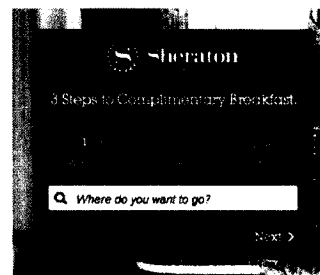 Sheraton
3 Steps to Complimentary Breakfast.
1
Where do you want to go?
Next >